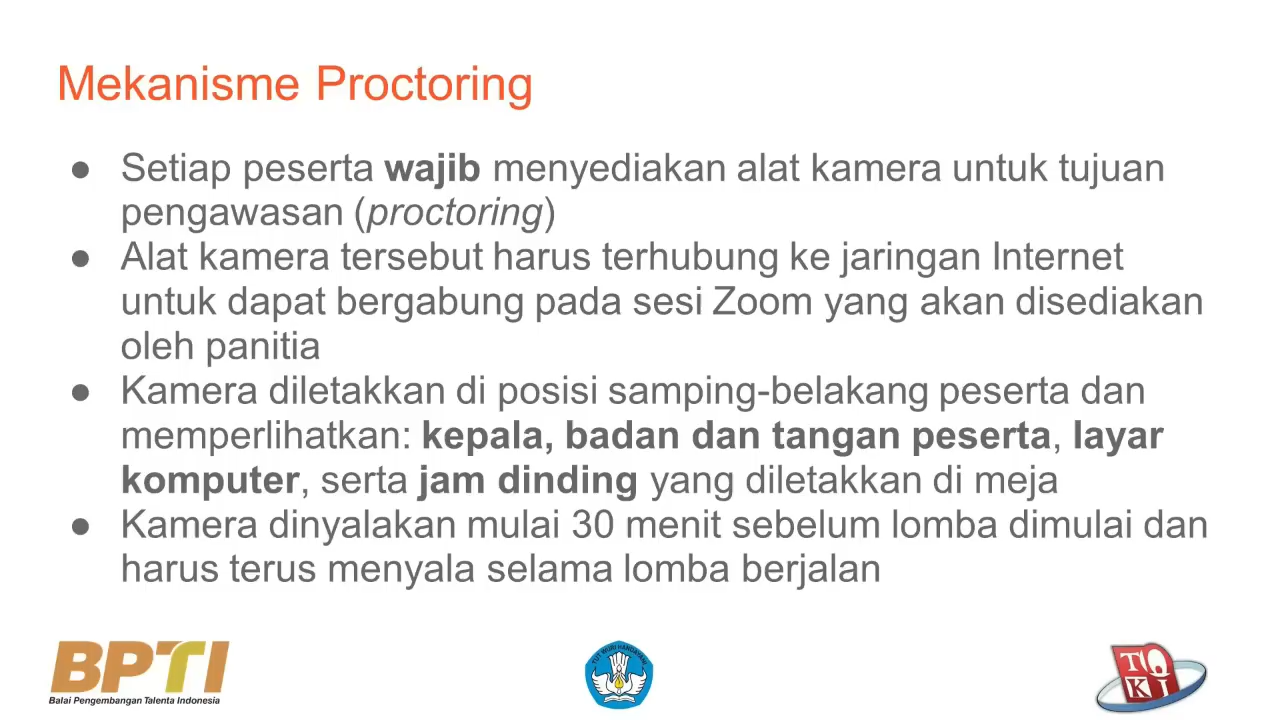 Mekanisme Proctoring
● Setiap peserta wajib menyediakan alat kamera untuk tujuan
pengawasan (proctoring)
● Alat kamera tersebut harus terhubung ke jaringan Internet
untuk dapat bergabung pada sesi Zoom yang akan disediakan
oleh panitia
● Kamera diletakkan di posisi samping-belakang peserta dan
memperlihatkan: kepala, badan dan tangan peserta, layar
komputer, serta jam dinding yang diletakkan di meja
● Kamera dinyalakan mulai 30 menit sebelum lomba dimulai dan
harus terus menyala selama lomba berjalan
BPTI
Balai Pengembangan Talenta Indonesia
TUT WURI HANDAYANI
TOKI